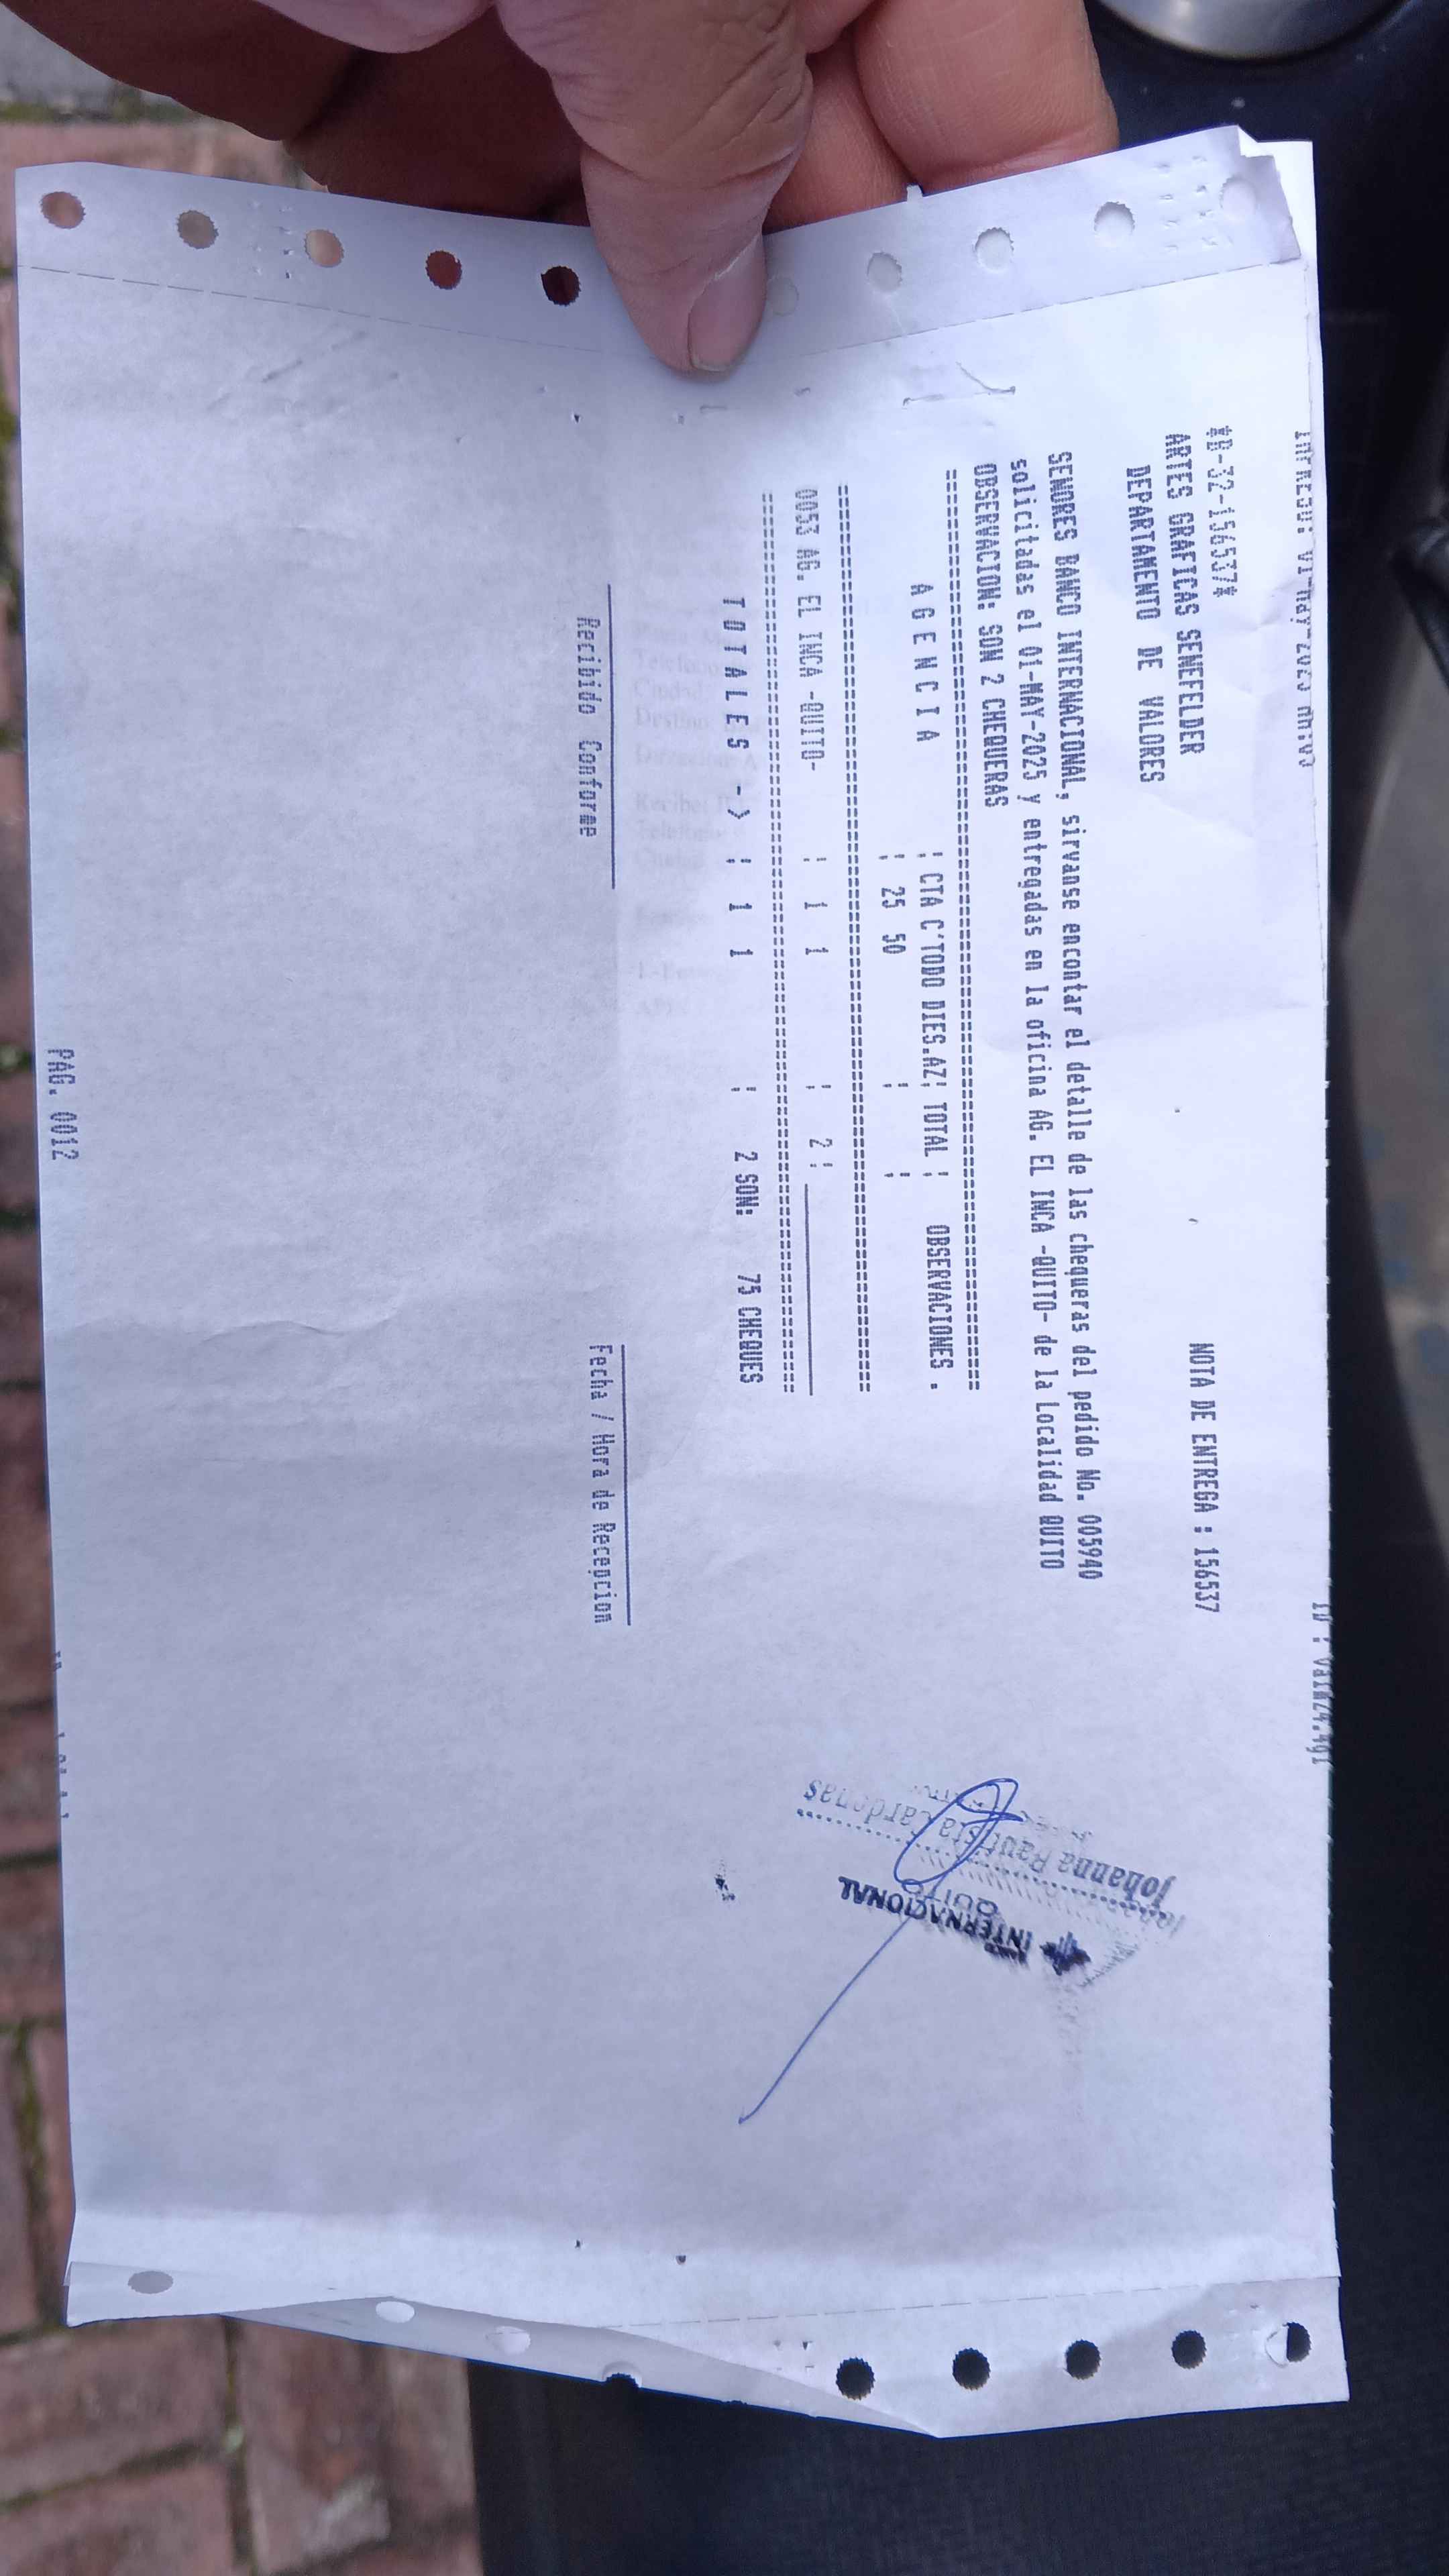 *B-32-156537*
ARTES GRAFICAS SENEFELDER
DEPARTAMENTO DE VALORES
NOTA DE ENTREGA : 156537
SENORES BANCO INTERNACIONAL, sirvanse encontar el detalle de las chequeras del pedido No. 005940
solicitadas el 01-MAY-2025 y entregadas en la oficina AG. EL INCA -QUITO- de la Localidad QUITO
OBSERVACION: SON 2 CHEQUERAS
==========================================================
A G E N C I A ¦ CTA C'TODO DIES.AZ¦ TOTAL ¦ OBSERVACIONES .
¦ 25 50 ¦ ¦
==========================================================
0053 AG. EL INCA -QUITO- ¦ 1 1 ¦ 2 ¦ ____________
==========================================================
T O T A L E S -> ¦ 1 1 ¦ 2 SON: 75 CHEQUES
Recibido Conforme Fecha / Hora de Recepcion
Johanna Bautista Cardenas
INTERNACIONAL
QUITO
PAG. 0012